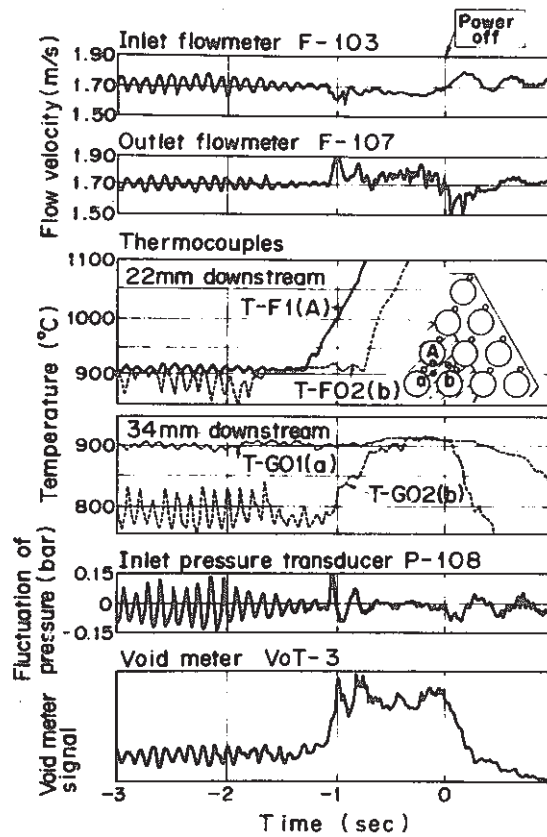 Power off
Inlet flowmeter F-103
1.90
1.70
1.50
Outlet flowmeter F-107
1.90
1.70
1.50
Flow velocity (m/s)
Thermocouples
1100
1000
900
22mm downstream
T-F1(A)
T-F02(b)
A
a
b
34mm downstream
900
800
T-G01(a)
T-G02(b)
Temperature (°C)
Inlet pressure transducer P-108
0.15
0
-0.15
Fluctuation of
pressure (bar)
Void meter VoT-3
Void meter
signal
-3
-2
-1
0
Time (sec)